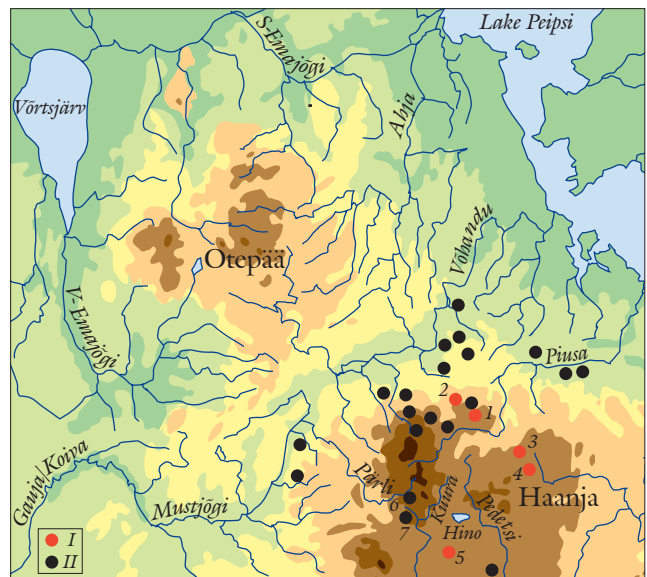 Lake Peipsi
S-Emajõgi
Võrtsjärv
Ahja
Võhandu
Otepää
V-Emajõgi
Piusa
2
1
3
4
Gauja/Koiva
Pärli
6
Kuura
Pedetsi
Haanja
Mustjõgi
7
Hino
5
I
II